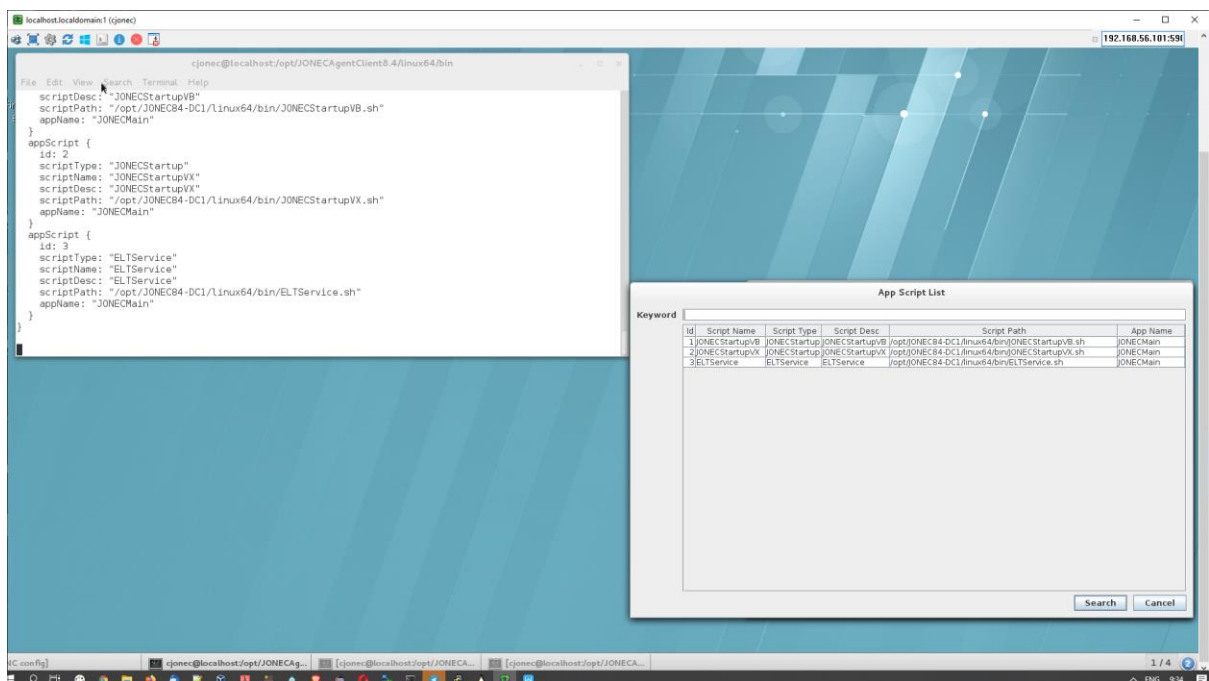 localhost.localdomain:1 (cjonec)
192.168.56.101:590
cjonec@localhost:/opt/JONECAgentClient8.4/linux64/bin
File Edit View Search Terminal Help
scriptDesc: "JONECStartupVB"
scriptPath: "/opt/JONEC84-DC1/linux64/bin/JONECStartupVB.sh"
appName: "JONECMain"
}
appScript {
id: 2
scriptType: "JONECStartup"
scriptName: "JONECStartupVX"
scriptDesc: "JONECStartupVX"
scriptPath: "/opt/JONEC84-DC1/linux64/bin/JONECStartupVX.sh"
appName: "JONECMain"
}
appScript {
id: 3
scriptType: "ELTService"
scriptName: "ELTService"
scriptDesc: "ELTService"
scriptPath: "/opt/JONEC84-DC1/linux64/bin/ELTService.sh"
appName: "JONECMain"
}
}
App Script List
Keyword
Id Script Name Script Type Script Desc Script Path App Name
1 JONECStartupVB JONECStartup JONECStartupVB /opt/JONEC84-DC1/linux64/bin/JONECStartupVB.sh JONECMain
2 JONECStartupVX JONECStartup JONECStartupVX /opt/JONEC84-DC1/linux64/bin/JONECStartupVX.sh JONECMain
3 ELTService ELTService ELTService /opt/JONEC84-DC1/linux64/bin/ELTService.sh JONECMain
Search Cancel
config] cjonec@localhost:/opt/JONECAg... [cjonec@localhost:/opt/JONECA... [cjonec@localhost:/opt/JONECA... 1 / 4 2
ENG 9:34